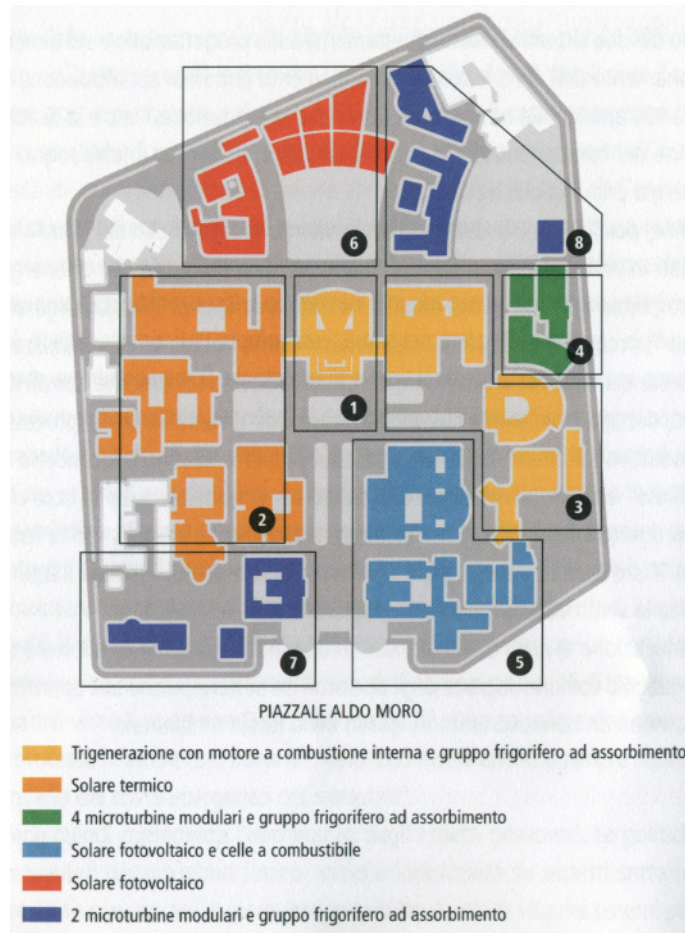 6
8
4
1
3
2
7
5
PIAZZALE ALDO MORO
Trigenerazione con motore a combustione interna e gruppo frigorifero ad assorbimento
Solare termico
4 microturbine modulari e gruppo frigorifero ad assorbimento
Solare fotovoltaico e celle a combustibile
Solare fotovoltaico
2 microturbine modulari e gruppo frigorifero ad assorbimento